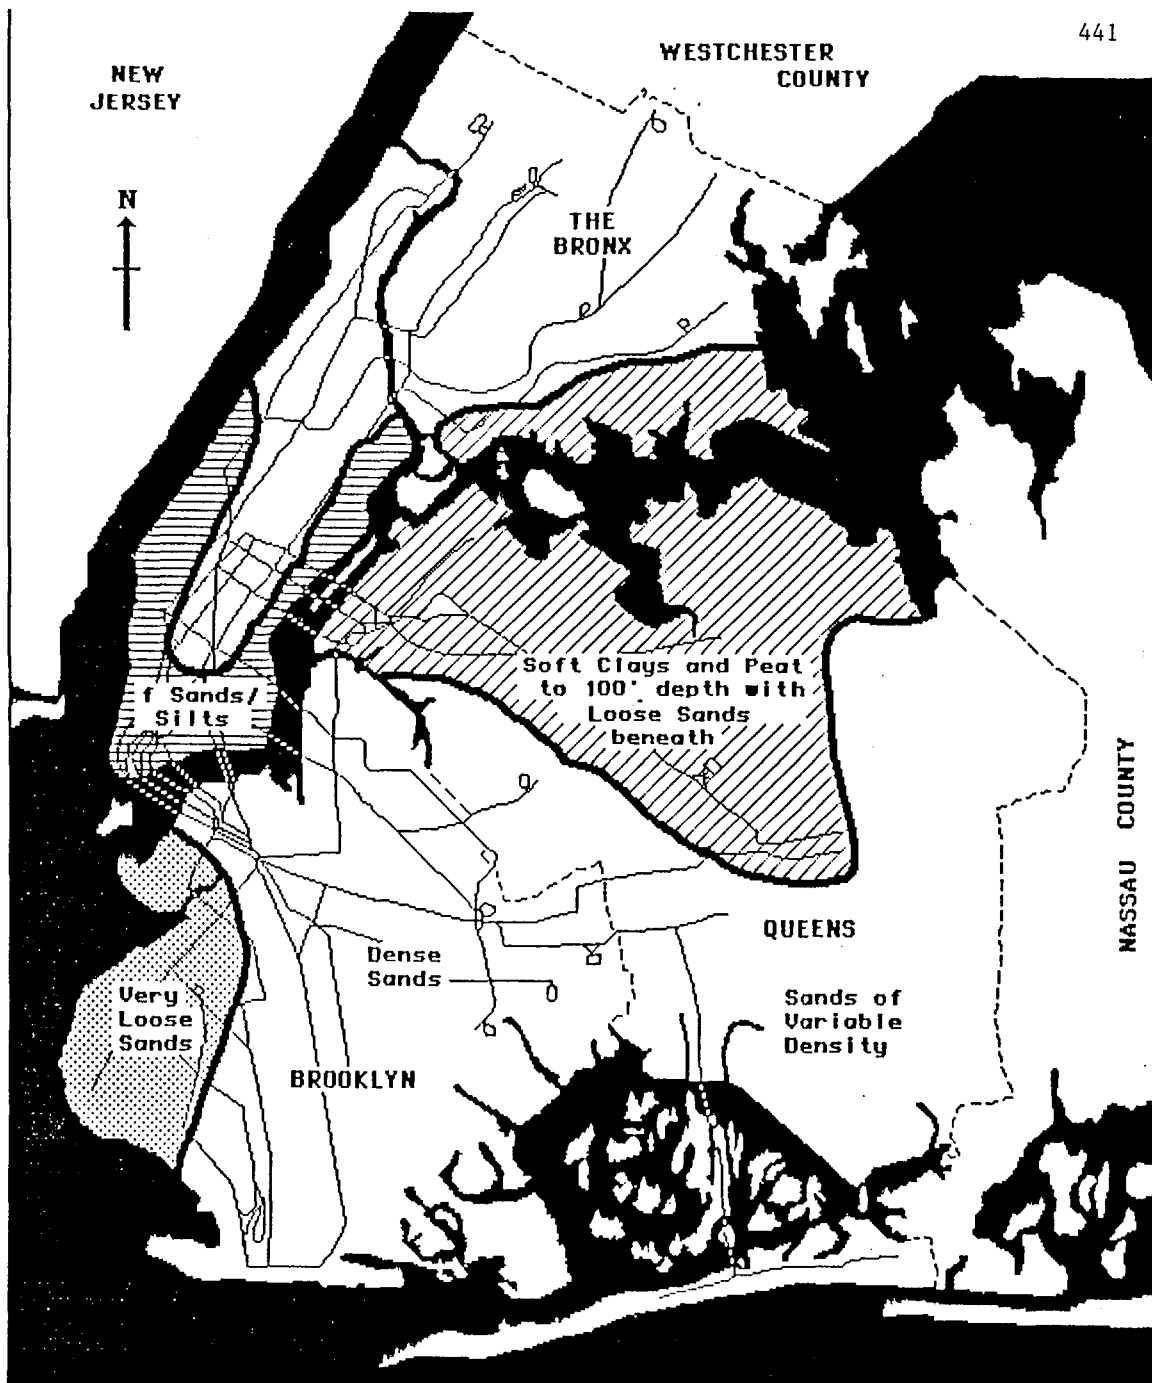 441
WESTCHESTER
COUNTY
NEW
JERSEY
N
THE
BRONX
Soft Clays and Peat
to 100' depth with
Loose Sands
beneath
f Sands/
Silts
NASSAU COUNTY
QUEENS
Dense
Sands
Very
Loose
Sands
Sands of
Variable
Density
BROOKLYN